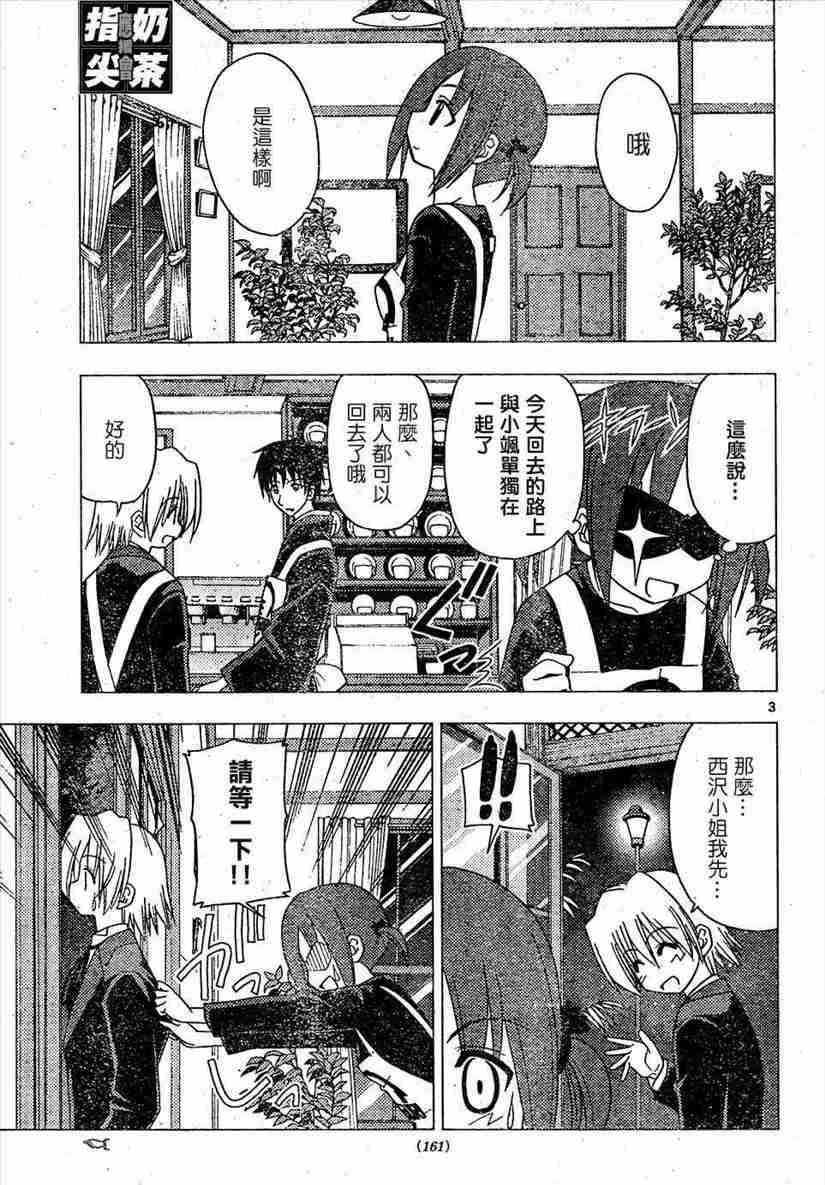 指尖
奶茶
哦
是這樣啊
這麼說…
今天回去的路上
與小颯單獨在
一起了
那麼、
兩人都可以
回去了哦
好的
3
那麼…
西沢小姐我先…
!!
請等一下!!
(161)